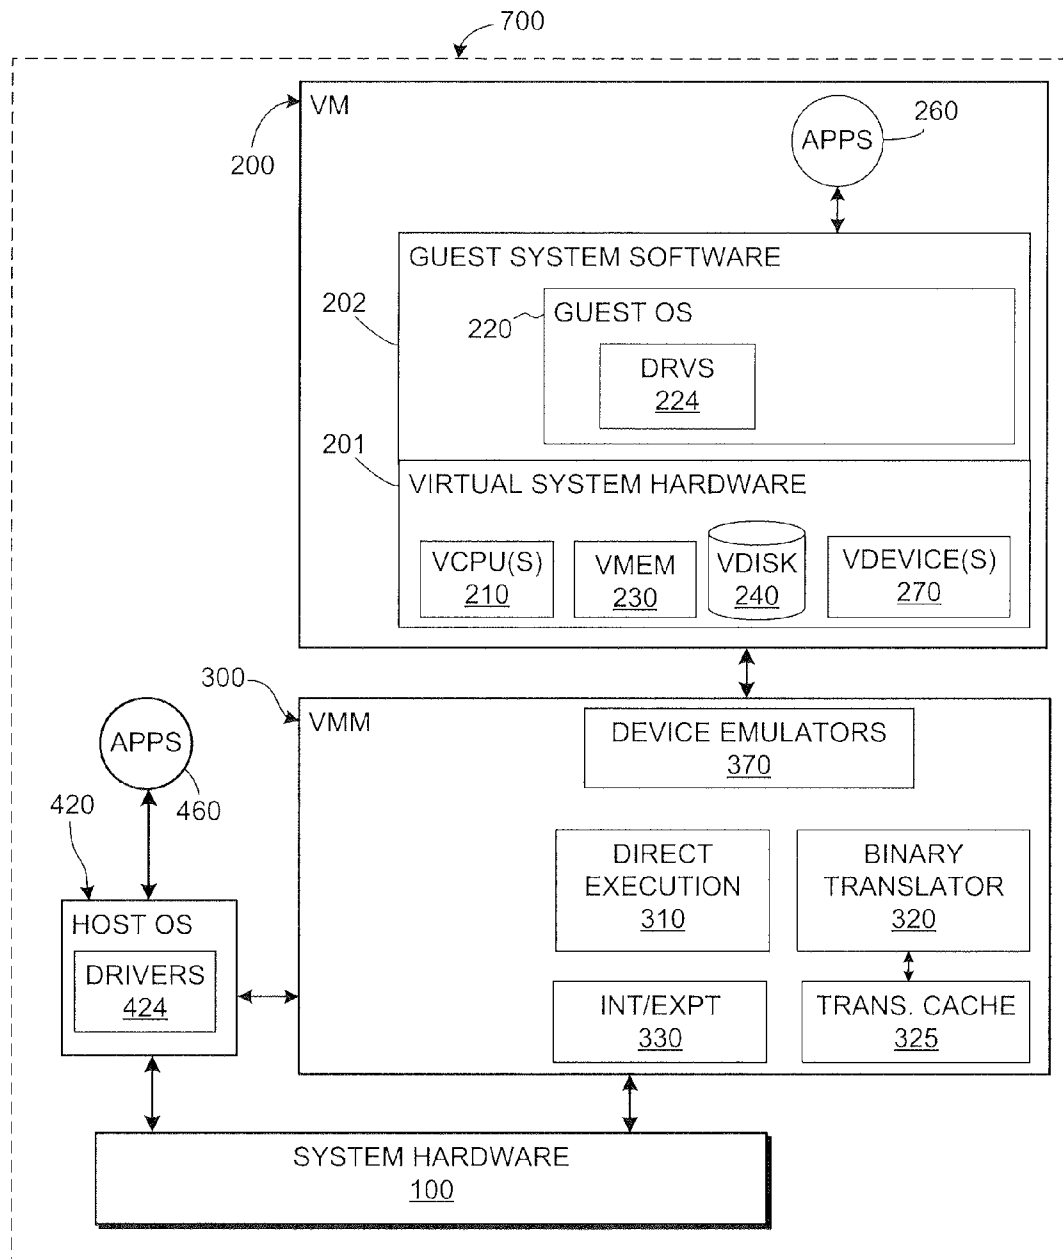 700
VM
200
APPS
260
GUEST SYSTEM SOFTWARE
202
220
GUEST OS
DRVS
224
201
VIRTUAL SYSTEM HARDWARE
VCPU(S)
210
VMEM
230
VDISK
240
VDEVICE(S)
270
300
VMM
DEVICE EMULATORS
370
APPS
460
420
HOST OS
DRIVERS
424
DIRECT
EXECUTION
310
BINARY
TRANSLATOR
320
INT/EXPT
330
TRANS. CACHE
325
SYSTEM HARDWARE
100